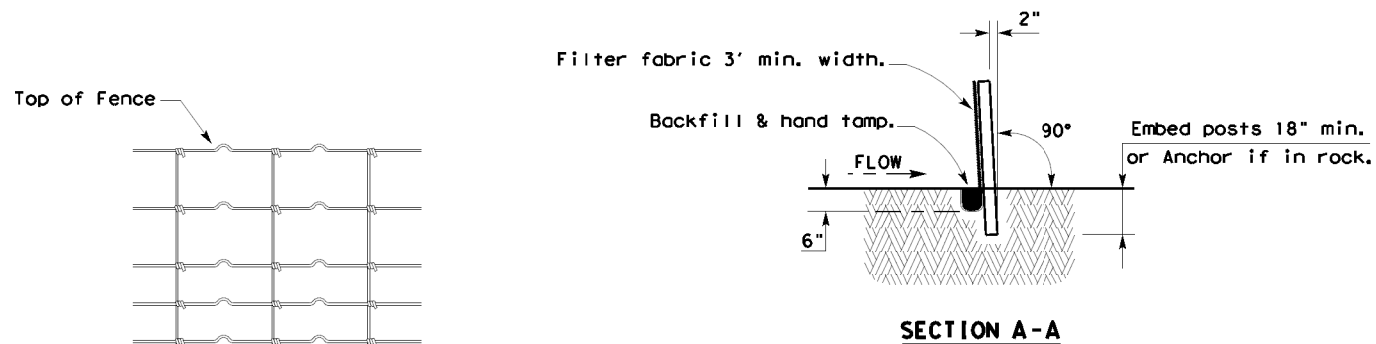 Top of Fence
2"
Filter fabric 3' min. width.
Backfill & hand tamp.
90°
Embed posts 18" min.
or Anchor if in rock.
FLOW
6"
SECTION A-A